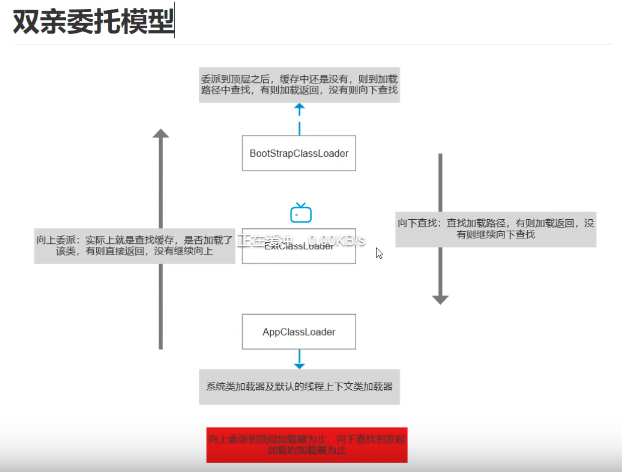 双亲委托模型
委派到顶层之后，缓存中还是没有，则到加载
路径中查找，有则加载返回，没有则向下查找
BootStrapClassLoader
向上委派：实际上就是查找缓存，是否加载了
该类，有则直接返回，没有继续向上
正在缓冲... 0.00KB/s
ExtClassLoader
向下查找：查找加载路径，有则加载返回，没
有则继续向下查找
AppClassLoader
系统类加载器及默认的线程上下文类加载器
向上委派到顶层加载器为止，向下查找到发起
加载的加载器为止